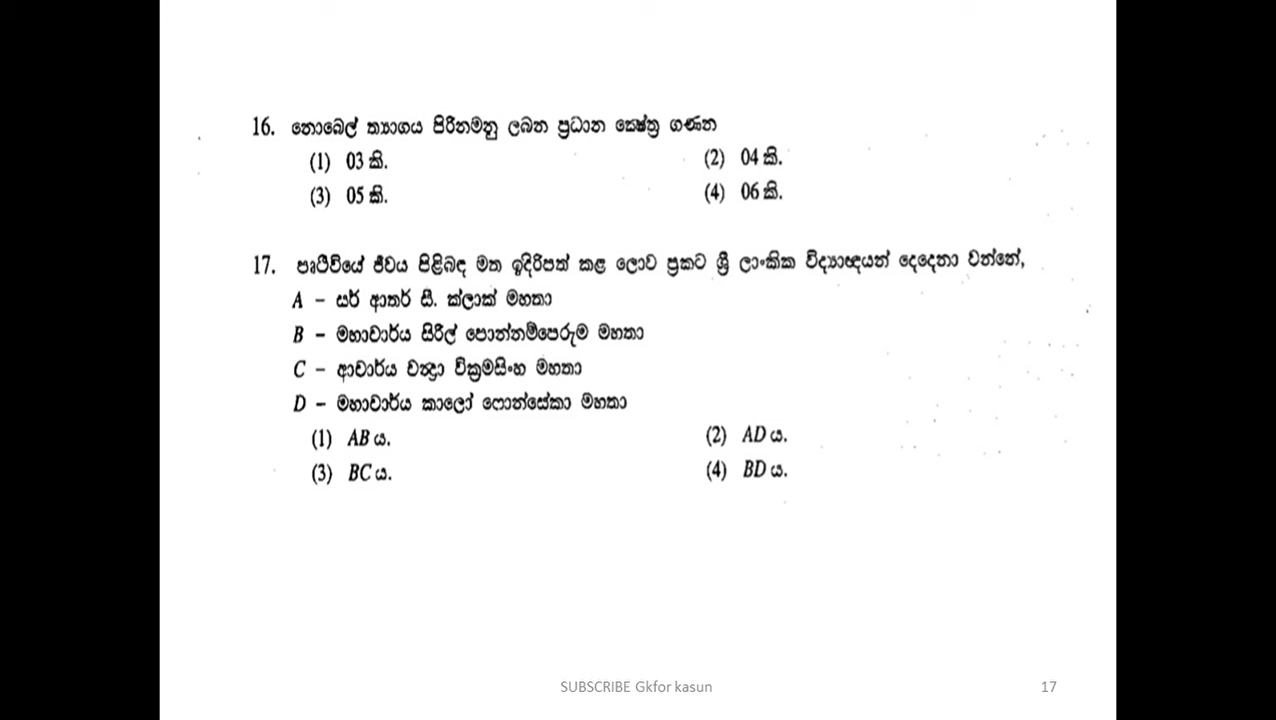 16. නොබෙල් ත්‍යාගය පිරිනමනු ලබන ප්‍රධාන ක්‍ෂේත්‍ර ගණන
(1) 03 කි. (2) 04 කි.
(3) 05 කි. (4) 06 කි.
17. පෘථිවියේ ජීවය පිළිබඳ මත ඉදිරිපත් කළ ලොව ප්‍රකට ශ්‍රී ලාංකික විද්‍යාඥයන් දෙදෙනා වන්නේ,
A – සර් ආතර් සී. ක්ලාක් මහතා
B – මහාචාර්ය සිරිල් පොන්නම්පෙරුම මහතා
C – ආචාර්ය චන්ද්‍රා වික්‍රමසිංහ මහතා
D – මහාචාර්ය කාලෝ ෆොන්සේකා මහතා
(1) AB ය. (2) AD ය.
(3) BC ය. (4) BD ය.
SUBSCRIBE Gkfor kasun 17